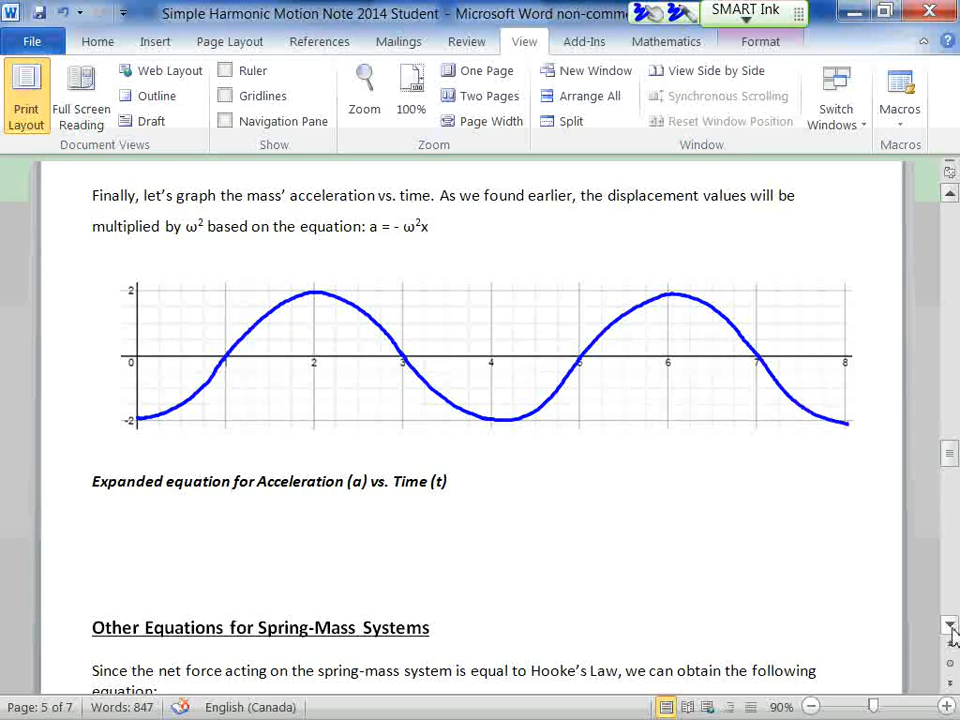 Simple Harmonic Motion Note 2014 Student - Microsoft Word non-comm
SMART Ink
File Home Insert Page Layout References Mailings Review View Add-Ins Mathematics Format
Print Layout
Full Screen Reading
Web Layout
Outline
Draft
Document Views
Ruler
Gridlines
Navigation Pane
Show
Zoom
100%
One Page
Two Pages
Page Width
Zoom
New Window
Arrange All
Split
View Side by Side
Synchronous Scrolling
Reset Window Position
Switch Windows
Window
Macros
Macros
Finally, let's graph the mass' acceleration vs. time. As we found earlier, the displacement values will be
multiplied by ω² based on the equation: a = - ω²x
2
0 1 2 3 4 5 6 7 8
-2
Expanded equation for Acceleration (a) vs. Time (t)
Other Equations for Spring-Mass Systems
Since the net force acting on the spring-mass system is equal to Hooke's Law, we can obtain the following
equation:
Page: 5 of 7 Words: 847 English (Canada) 90%